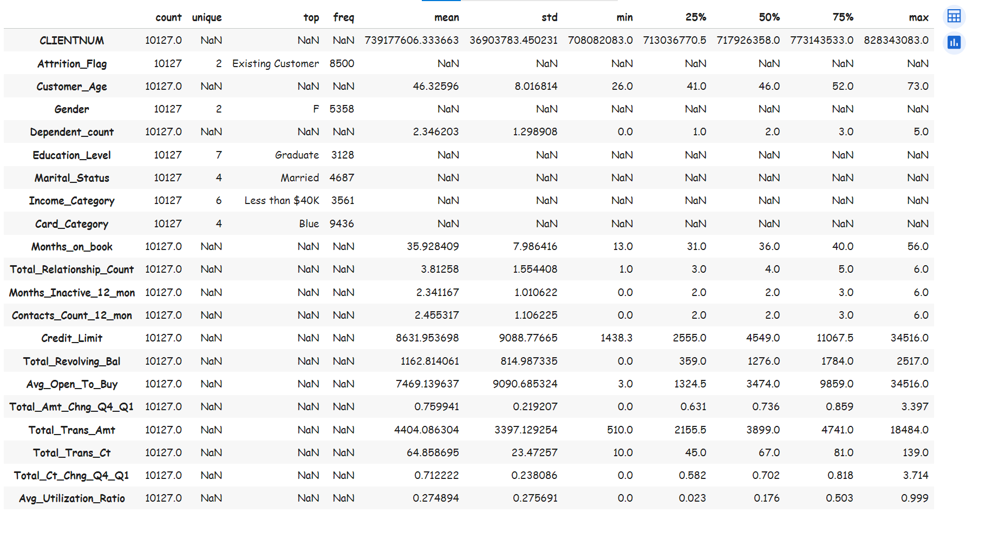 count unique top freq mean std min 25% 50% 75% max
CLIENTNUM 10127.0 NaN NaN NaN 739177606.333663 36903783.450231 708082083.0 713036770.5 717926358.0 773143533.0 828343083.0
Attrition_Flag 10127 2 Existing Customer 8500 NaN NaN NaN NaN NaN NaN NaN
Customer_Age 10127.0 NaN NaN NaN 46.32596 8.016814 26.0 41.0 46.0 52.0 73.0
Gender 10127 2 F 5358 NaN NaN NaN NaN NaN NaN NaN
Dependent_count 10127.0 NaN NaN NaN 2.346203 1.298908 0.0 1.0 2.0 3.0 5.0
Education_Level 10127 7 Graduate 3128 NaN NaN NaN NaN NaN NaN NaN
Marital_Status 10127 4 Married 4687 NaN NaN NaN NaN NaN NaN NaN
Income_Category 10127 6 Less than $40K 3561 NaN NaN NaN NaN NaN NaN NaN
Card_Category 10127 4 Blue 9436 NaN NaN NaN NaN NaN NaN NaN
Months_on_book 10127.0 NaN NaN NaN 35.928409 7.986416 13.0 31.0 36.0 40.0 56.0
Total_Relationship_Count 10127.0 NaN NaN NaN 3.81258 1.554408 1.0 3.0 4.0 5.0 6.0
Months_Inactive_12_mon 10127.0 NaN NaN NaN 2.341167 1.010622 0.0 2.0 2.0 3.0 6.0
Contacts_Count_12_mon 10127.0 NaN NaN NaN 2.455317 1.106225 0.0 2.0 2.0 3.0 6.0
Credit_Limit 10127.0 NaN NaN NaN 8631.953698 9088.77665 1438.3 2555.0 4549.0 11067.5 34516.0
Total_Revolving_Bal 10127.0 NaN NaN NaN 1162.814061 814.987335 0.0 359.0 1276.0 1784.0 2517.0
Avg_Open_To_Buy 10127.0 NaN NaN NaN 7469.139637 9090.685324 3.0 1324.5 3474.0 9859.0 34516.0
Total_Amt_Chng_Q4_Q1 10127.0 NaN NaN NaN 0.759941 0.219207 0.0 0.631 0.736 0.859 3.397
Total_Trans_Amt 10127.0 NaN NaN NaN 4404.086304 3397.129254 510.0 2155.5 3899.0 4741.0 18484.0
Total_Trans_Ct 10127.0 NaN NaN NaN 64.858695 23.47257 10.0 45.0 67.0 81.0 139.0
Total_Ct_Chng_Q4_Q1 10127.0 NaN NaN NaN 0.712222 0.238086 0.0 0.582 0.702 0.818 3.714
Avg_Utilization_Ratio 10127.0 NaN NaN NaN 0.274894 0.275691 0.0 0.023 0.176 0.503 0.999